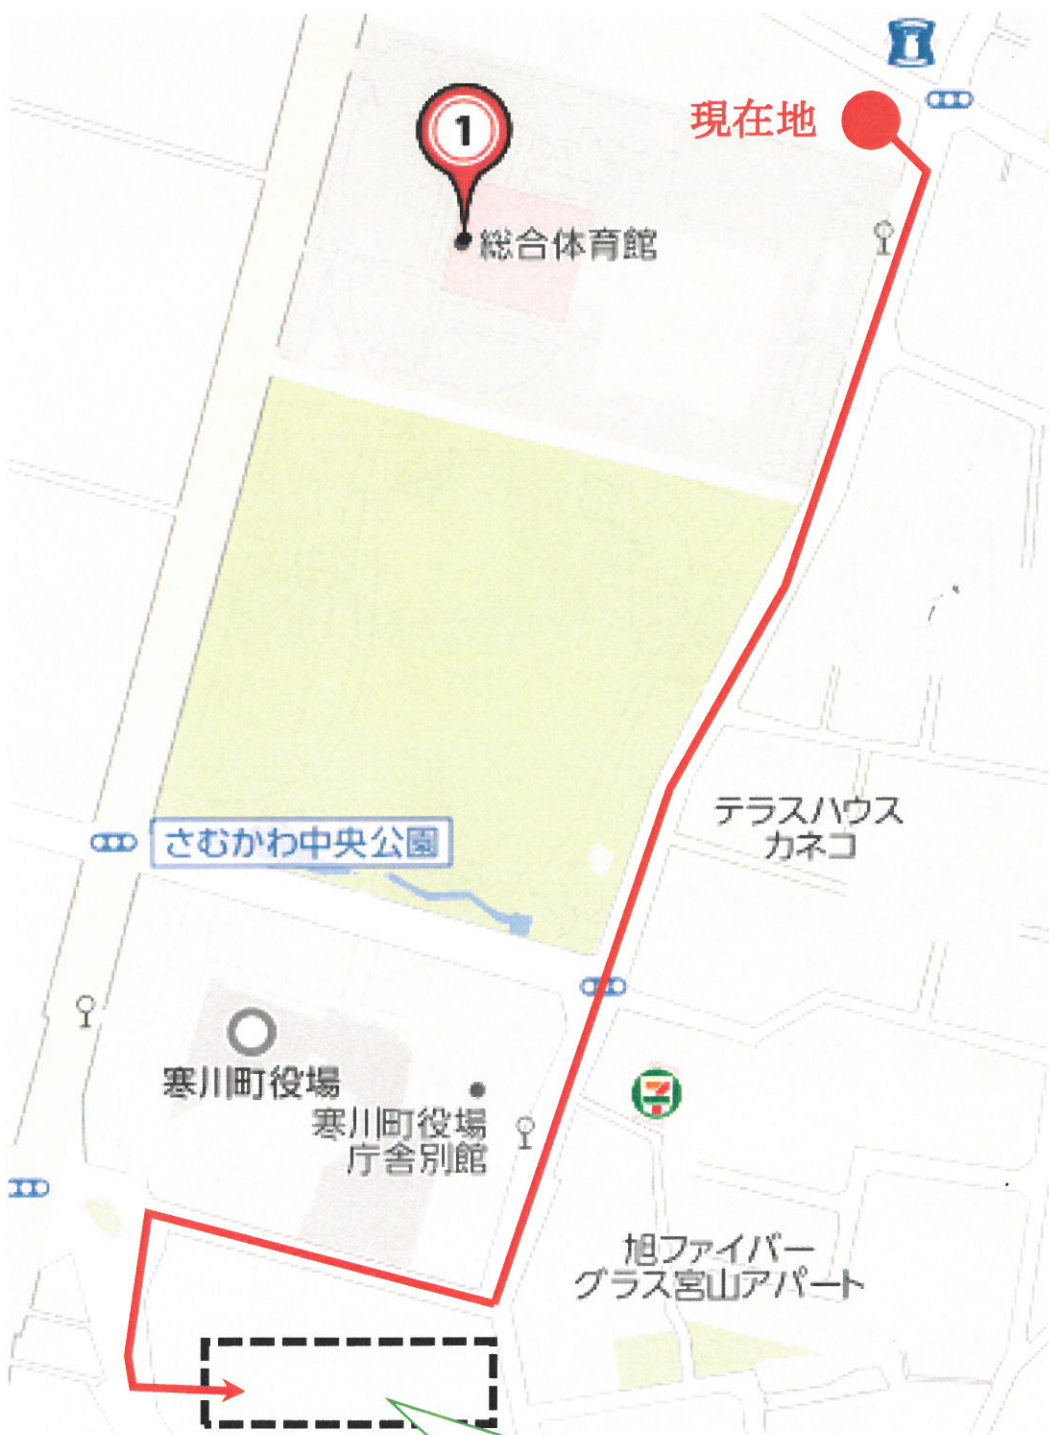 現在地
1
総合体育館
テラスハウス
カネコ
さむかわ中央公園
寒川町役場
寒川町役場
庁舎別館
旭ファイバー
グラス宮山アパート